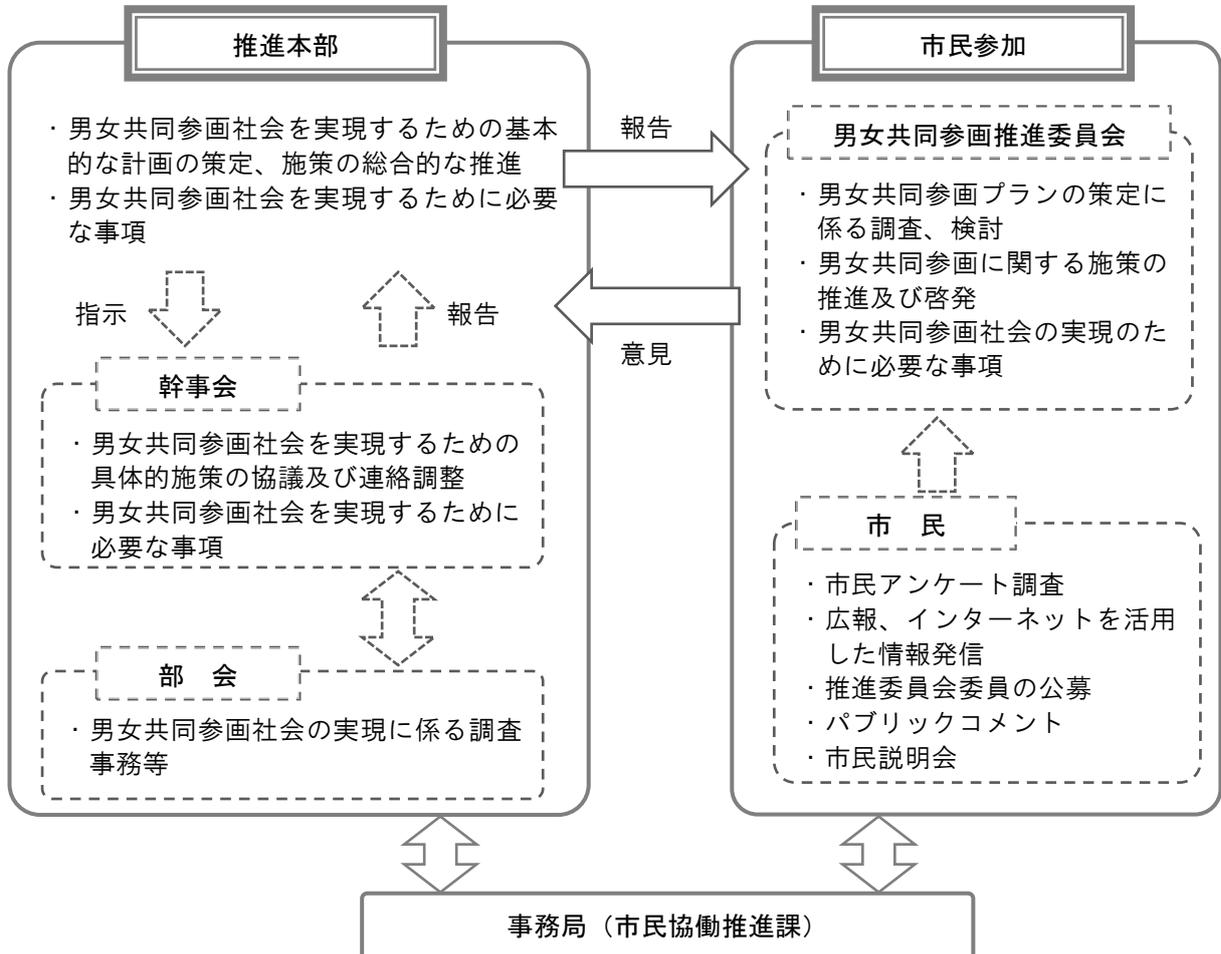 推進本部
・男女共同参画社会を実現するための基本
的な計画の策定、施策の総合的な推進
・男女共同参画社会を実現するために必要
な事項
指示
報告
幹事会
・男女共同参画社会を実現するための
具体的施策の協議及び連絡調整
・男女共同参画社会を実現するために
必要な事項
部　会
・男女共同参画社会の実現に係る調査
事務等
報告
意見
市民参加
男女共同参画推進委員会
・男女共同参画プランの策定に
係る調査、検討
・男女共同参画に関する施策の
推進及び啓発
・男女共同参画社会の実現のた
めに必要な事項
市　民
・市民アンケート調査
・広報、インターネットを活用
した情報発信
・推進委員会委員の公募
・パブリックコメント
・市民説明会
事務局（市民協働推進課）